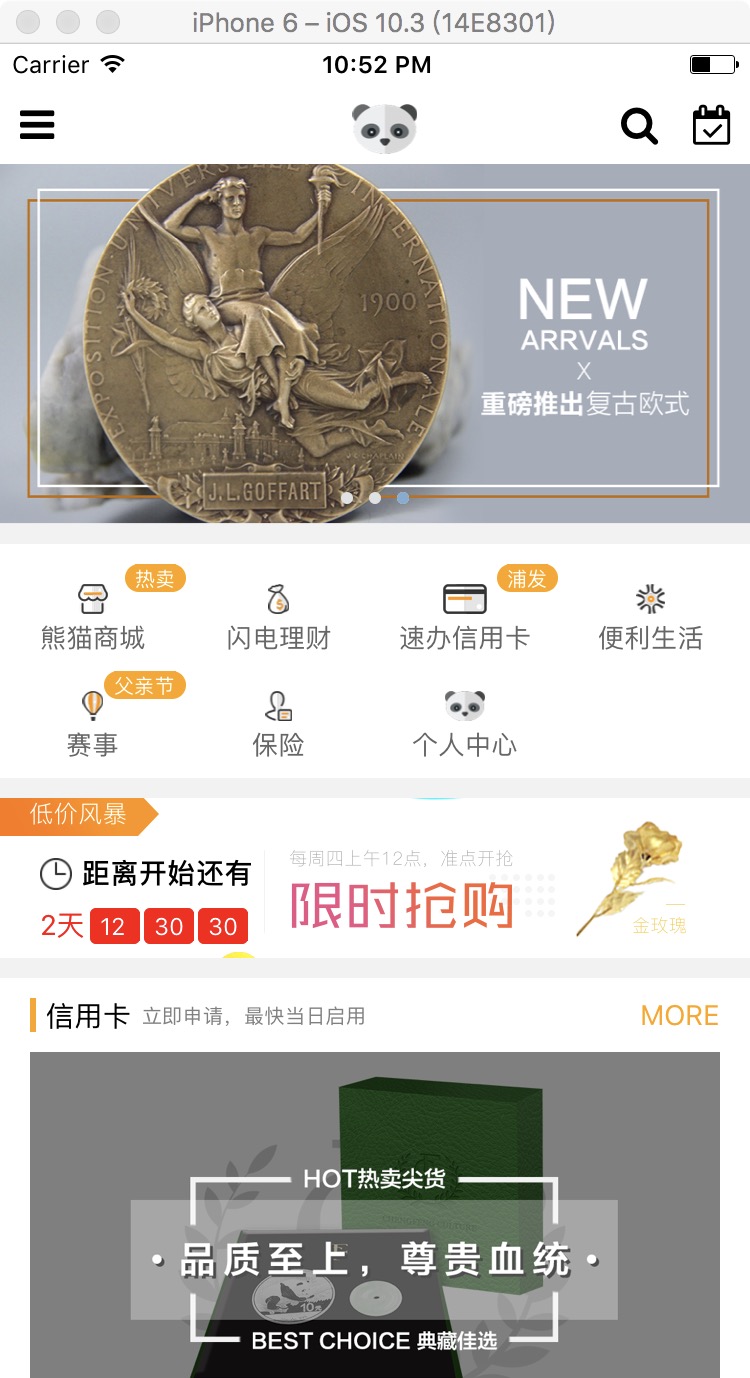 iPhone 6 – iOS 10.3 (14E8301)
Carrier 10:52 PM
EXPOSITION UNIVERSELLE INTERNATIONALE
1900
J.L.GOFFART
NEW
ARRVALS
X
重磅推出复古欧式
热卖
浦发
熊猫商城 闪电理财 速办信用卡 便利生活
父亲节
赛事 保险 个人中心
低价风暴
距离开始还有
2天 12 30 30
每周四上午12点，准点开抢
限时抢购
金玫瑰
信用卡 立即申请，最快当日启用 MORE
HOT热卖尖货
·品质至上，尊贵血统·
10元
BEST CHOICE 典藏佳选